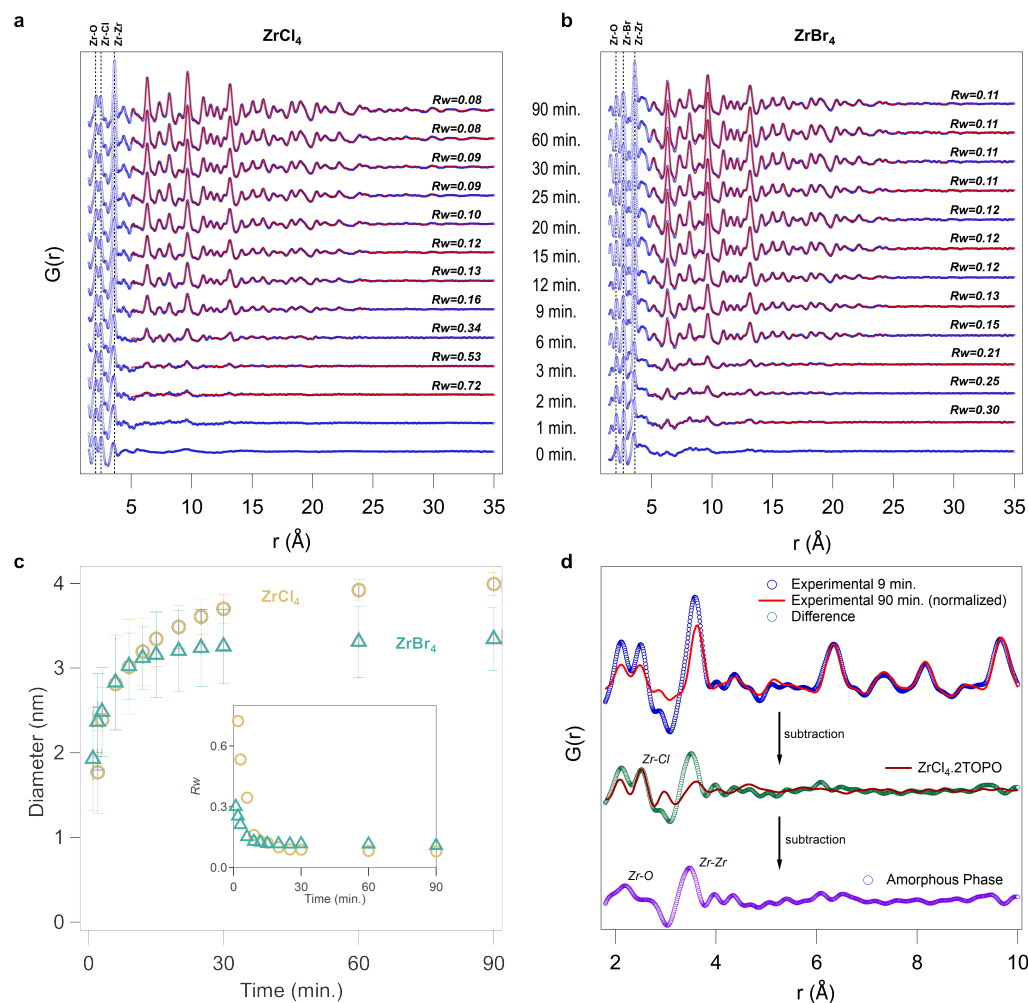 a
Zr-O
Zr-Cl
Zr-Zr
ZrCl4
G(r)
Rw=0.08
Rw=0.08
Rw=0.09
Rw=0.09
Rw=0.10
Rw=0.12
Rw=0.13
Rw=0.16
Rw=0.34
Rw=0.53
Rw=0.72
5 10 15 20 25 30 35
r (Å)
90 min.
60 min.
30 min.
25 min.
20 min.
15 min.
12 min.
9 min.
6 min.
3 min.
2 min.
1 min.
0 min.
b
Zr-O
Zr-Br
Zr-Zr
ZrBr4
Rw=0.11
Rw=0.11
Rw=0.11
Rw=0.11
Rw=0.12
Rw=0.12
Rw=0.12
Rw=0.13
Rw=0.15
Rw=0.21
Rw=0.25
Rw=0.30
5 10 15 20 25 30 35
r (Å)
c
Diameter (nm)
4
3
2
1
0
ZrCl4
ZrBr4
Rw
0.6
0.3
0.0
0 30 60 90
Time (min.)
0 30 60 90
Time (min.)
d
Experimental 9 min.
Experimental 90 min. (normalized)
Difference
G(r)
subtraction
Zr-Cl
ZrCl4.2TOPO
subtraction
Zr-O
Zr-Zr
Amorphous Phase
2 4 6 8 10
r (Å)